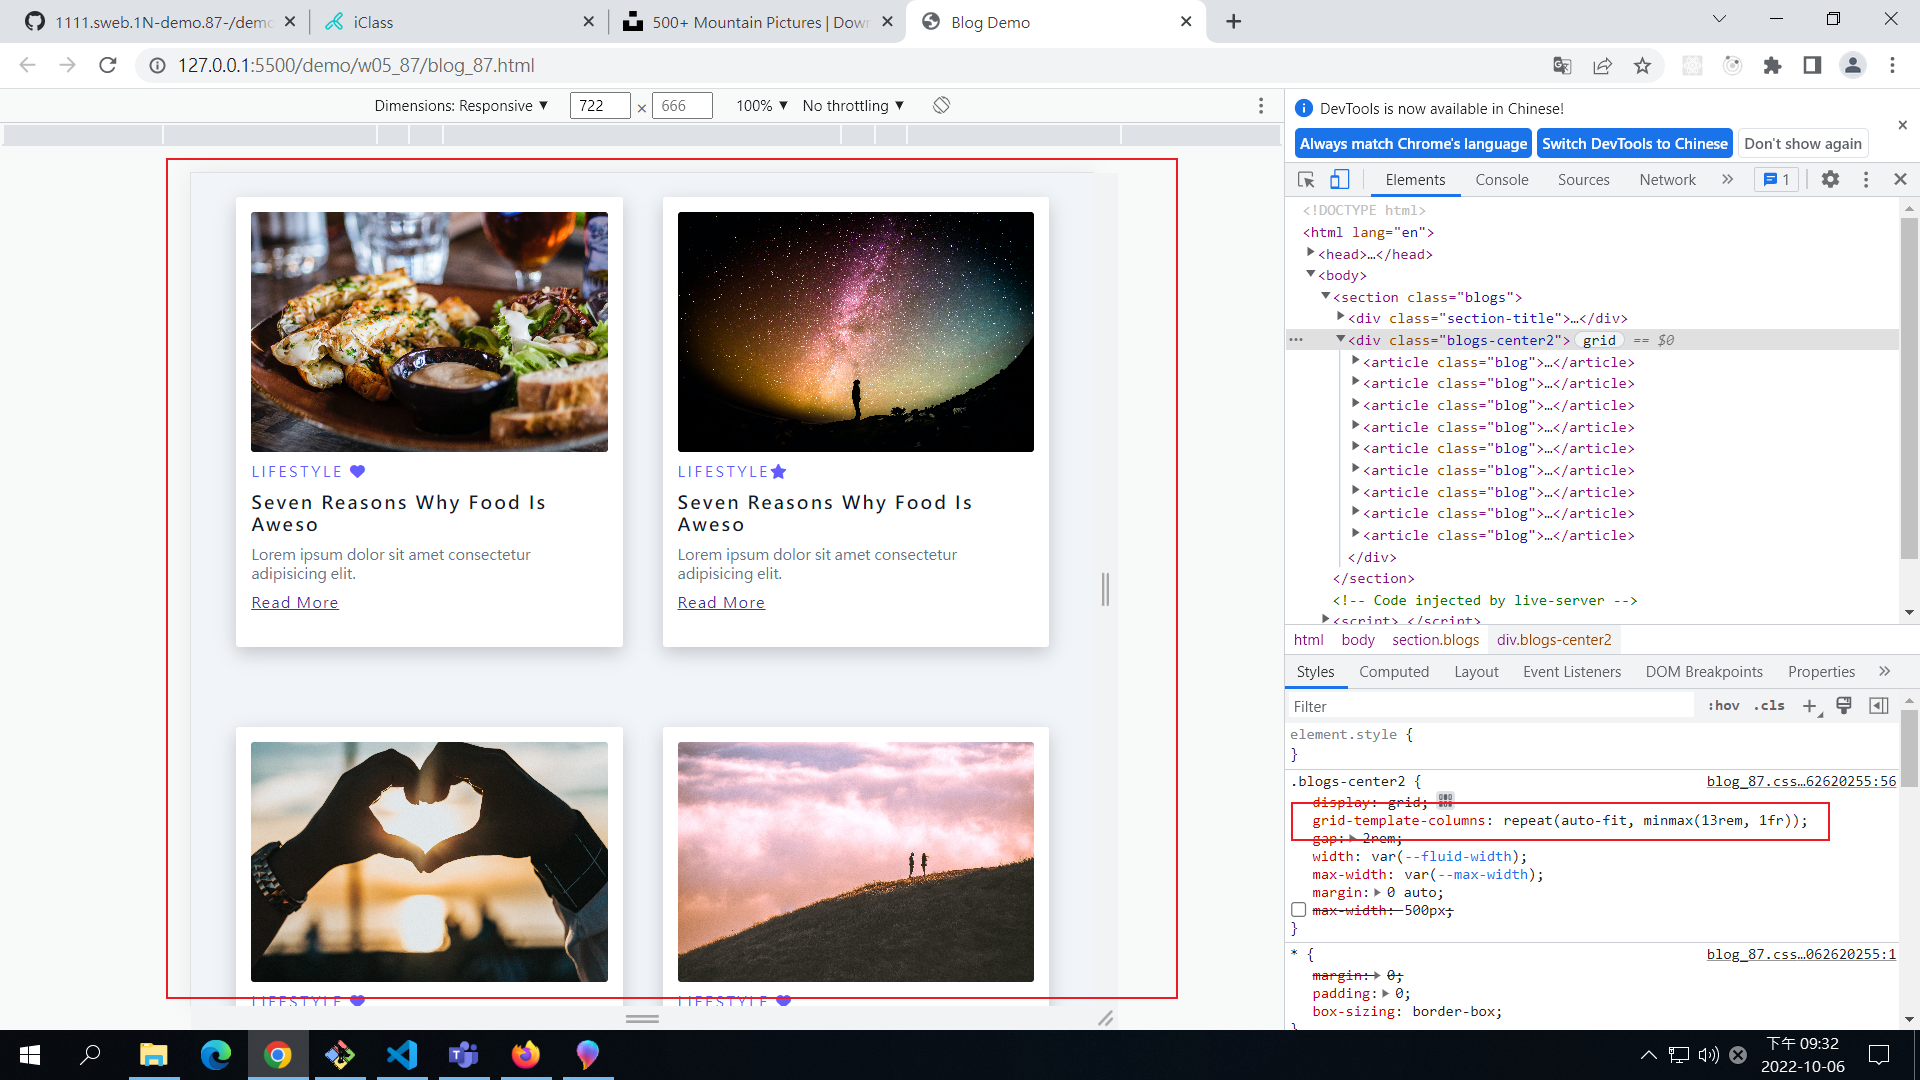 1111.sweb.1N-demo.87-/demo
iClass
500+ Mountain Pictures | Down
Blog Demo
127.0.0.1:5500/demo/w05_87/blog_87.html
Dimensions: Responsive ▼ 722 × 666 100% ▼ No throttling ▼
DevTools is now available in Chinese!
Always match Chrome's language Switch DevTools to Chinese Don't show again
Elements Console Sources Network » 1
<!DOCTYPE html>
<html lang="en">
<head>…</head>
<body>
<section class="blogs">
<div class="section-title">…</div>
<div class="blogs-center2"> grid == $0
<article class="blog">…</article>
<article class="blog">…</article>
<article class="blog">…</article>
<article class="blog">…</article>
<article class="blog">…</article>
<article class="blog">…</article>
<article class="blog">…</article>
<article class="blog">…</article>
<article class="blog">…</article>
</div>
</section>
<!-- Code injected by live-server -->
<script>…</script>
html body section.blogs div.blogs-center2
Styles Computed Layout Event Listeners DOM Breakpoints Properties »
Filter :hov .cls +
element.style {
}
.blogs-center2 { blog_87.css…62620255:56
display: grid;
grid-template-columns: repeat(auto-fit, minmax(13rem, 1fr));
gap: 2rem;
width: var(--fluid-width);
max-width: var(--max-width);
margin: 0 auto;
max-width: 500px;
}
* { blog_87.css…062620255:1
margin: 0;
padding: 0;
box-sizing: border-box;
}
LIFESTYLE
Seven Reasons Why Food Is
Aweso
Lorem ipsum dolor sit amet consectetur
adipisicing elit.
Read More
LIFESTYLE
Seven Reasons Why Food Is
Aweso
Lorem ipsum dolor sit amet consectetur
adipisicing elit.
Read More
LIFESTYLE
LIFESTYLE
下午 09:32
2022-10-06